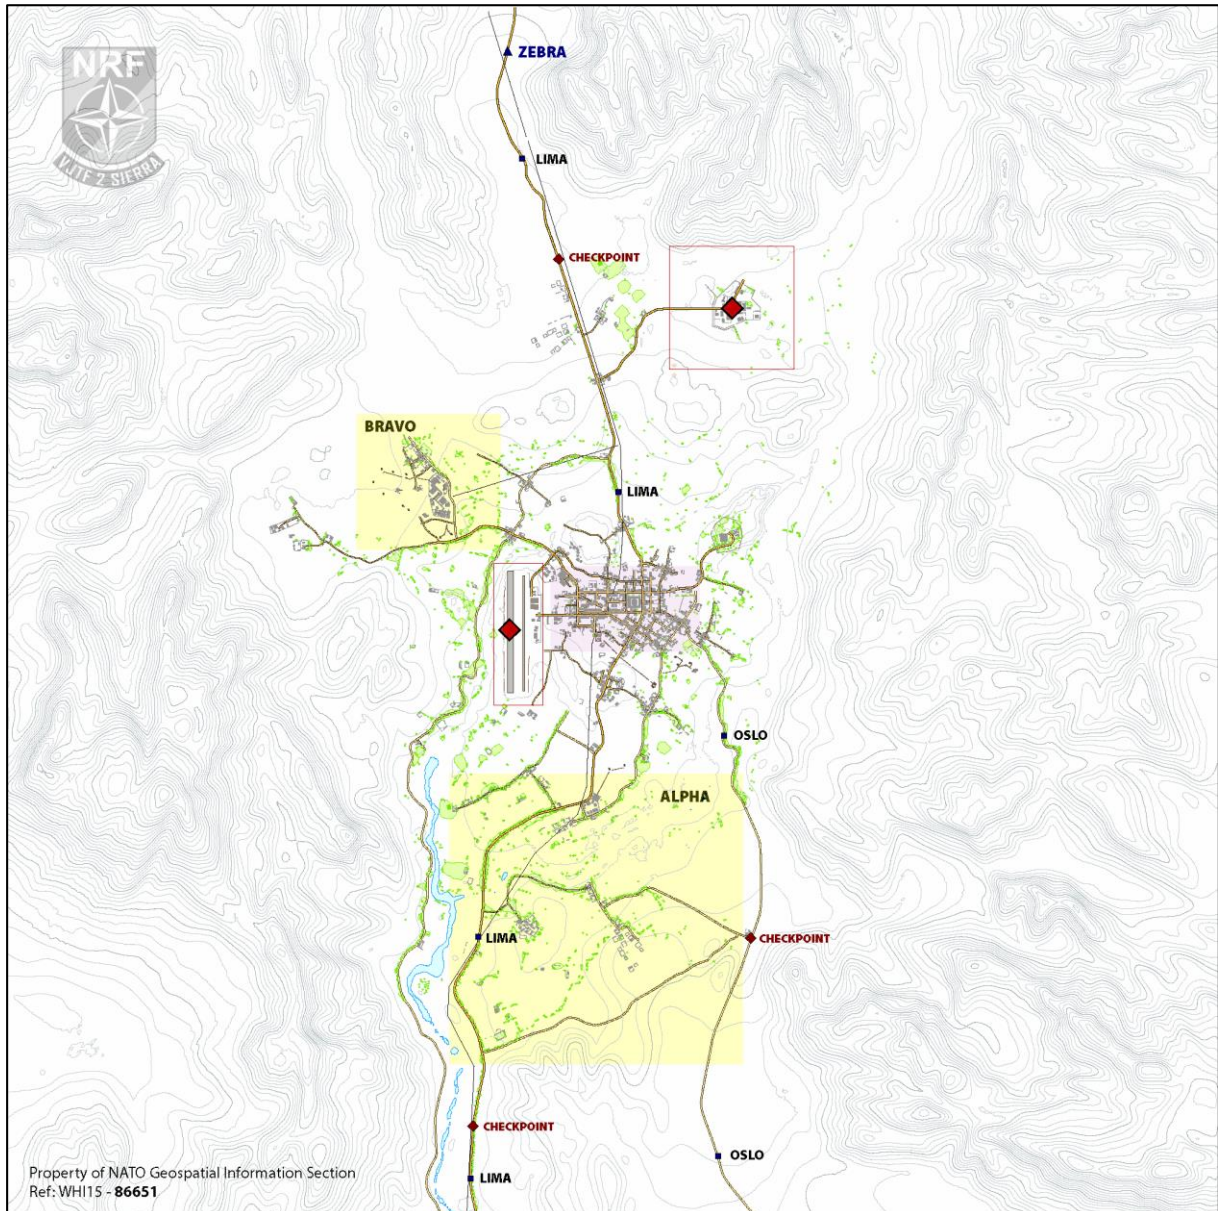 NRF
VJTF 2 SIERRA
ZEBRA
LIMA
CHECKPOINT
BRAVO
LIMA
OSLO
ALPHA
LIMA
CHECKPOINT
CHECKPOINT
OSLO
LIMA
Property of NATO Geospatial Information Section
Ref: WHI15 - 86651